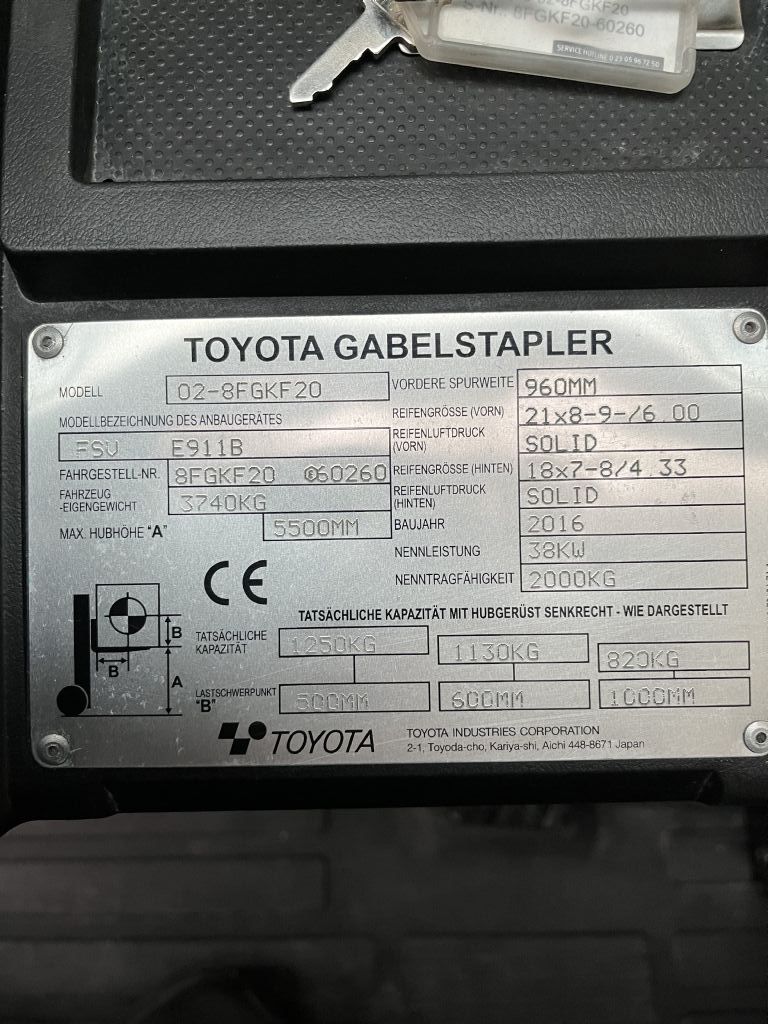 02-8FGKF20
S-Nr.: 8FGKF20-60260
SERVICE HOTLINE 0 23 05 96 72 50
TOYOTA GABELSTAPLER
MODELL 02-8FGKF20
MODELLBEZEICHNUNG DES ANBAUGERÄTES
FSV E911B
FAHRGESTELL-NR. 8FGKF20 E60260
FAHRZEUG
-EIGENGEWICHT 3740KG
MAX. HUBHÖHE "A" 5500MM
VORDERE SPURWEITE 960MM
REIFENGRÖSSE (VORN) 21x8-9-/6.00
REIFENLUFTDRUCK
(VORN) SOLID
REIFENGRÖSSE (HINTEN) 18x7-8/4.33
REIFENLUFTDRUCK
(HINTEN) SOLID
BAUJAHR 2016
NENNLEISTUNG 38KW
NENNTRAGFÄHIGKEIT 2000KG
CE
TATSÄCHLICHE KAPAZITÄT MIT HUBGERÜST SENKRECHT - WIE DARGESTELLT
B
B
A
TATSÄCHLICHE
KAPAZITÄT 1250KG 1130KG 820KG
LASTSCHWERPUNKT
"B" 500MM 600MM 1000MM
TOYOTA
TOYOTA INDUSTRIES CORPORATION
2-1, Toyoda-cho, Kariya-shi, Aichi 448-8671 Japan